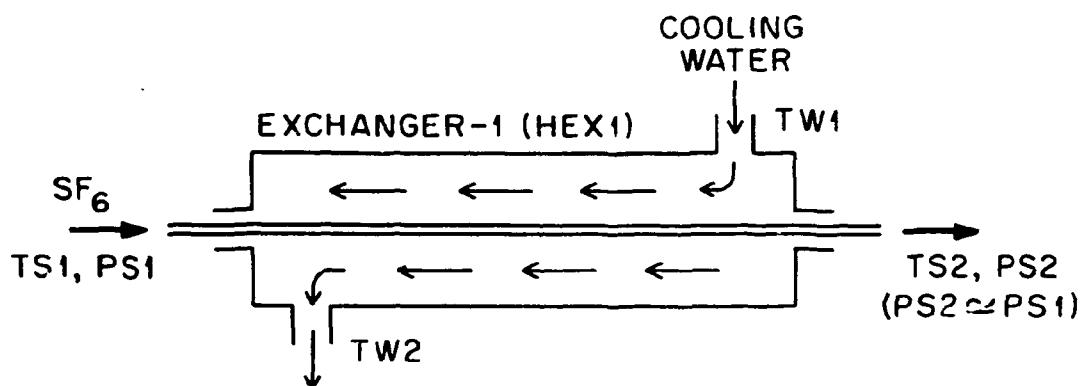 COOLING
WATER
EXCHANGER-1 (HEX1)
TW1
SF6
TS1, PS1
TS2, PS2
(PS2≃PS1)
TW2